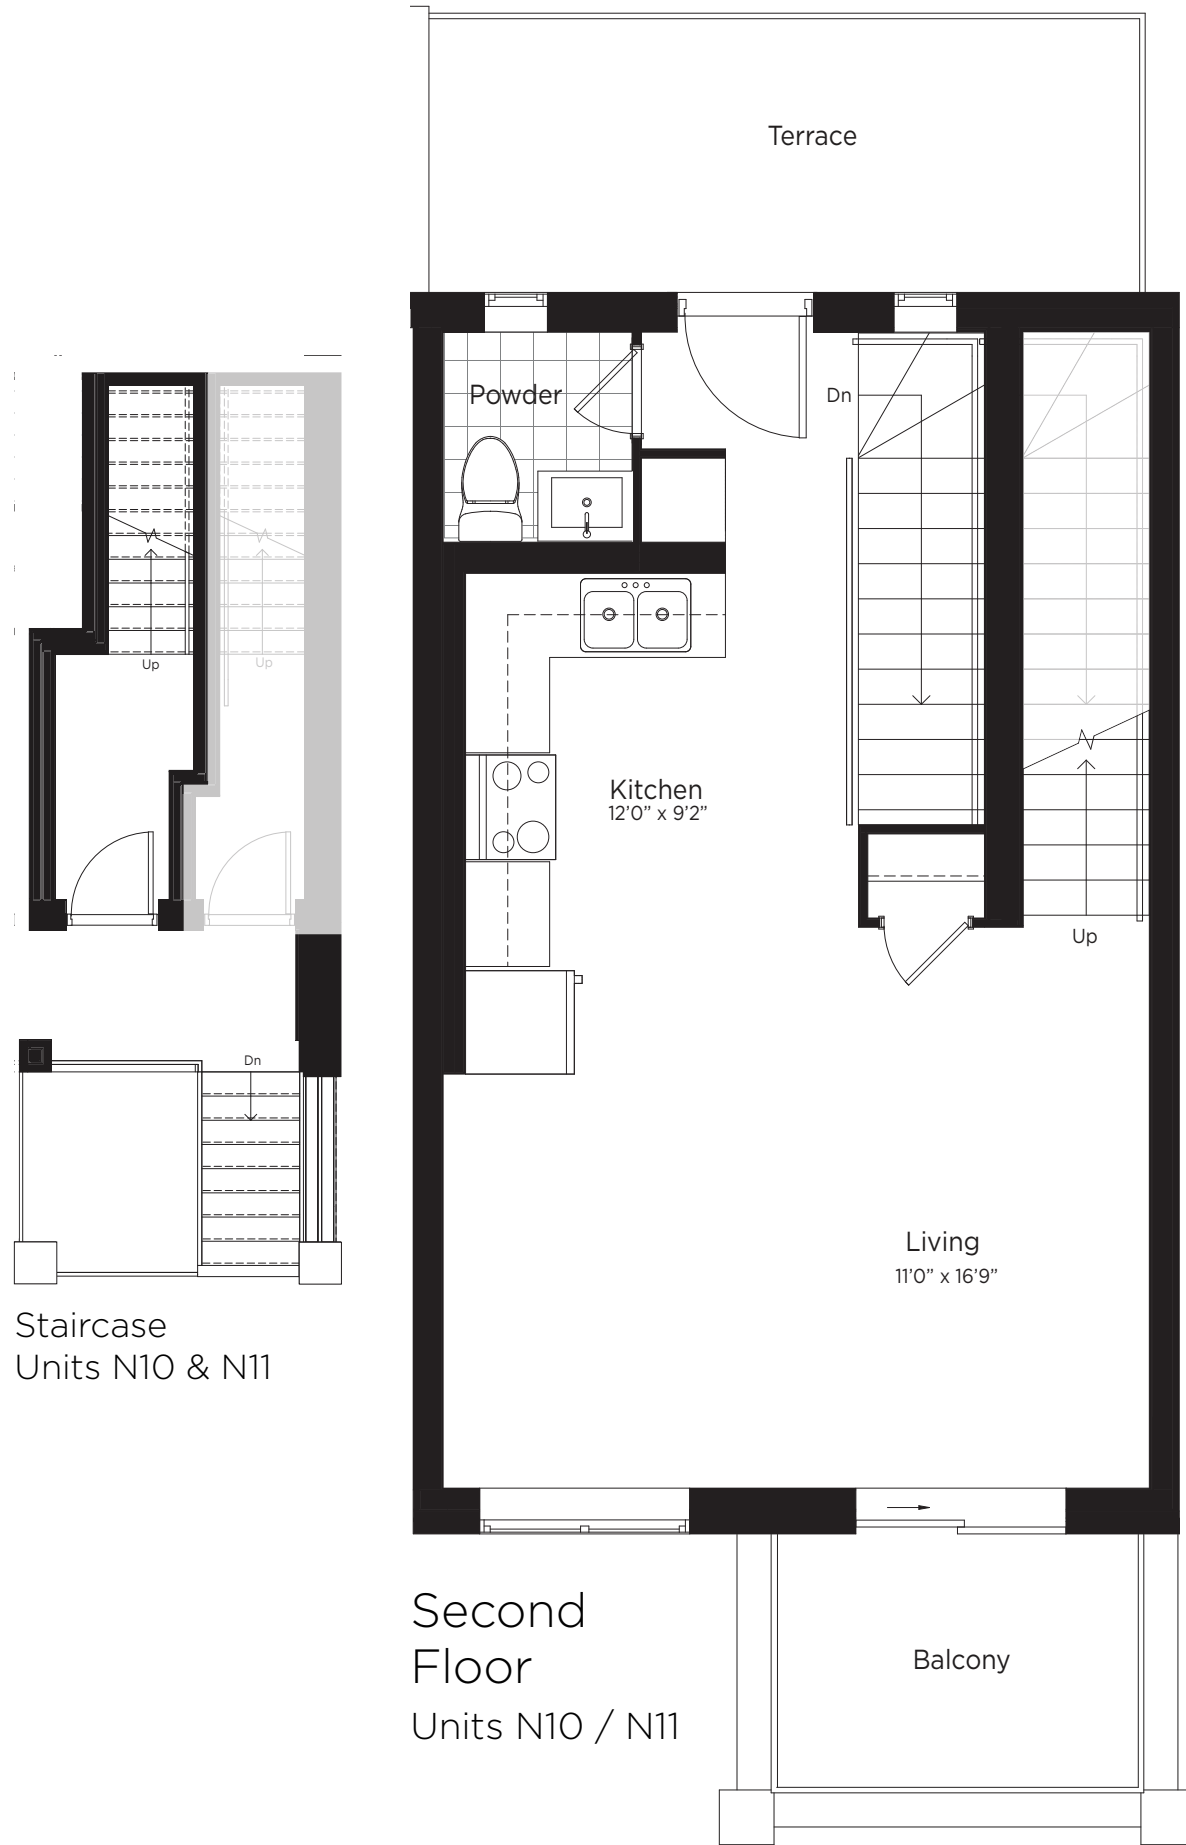 Terrace
Powder
Dn
Up
Up
Kitchen
12'0" x 9'2"
Up
Dn
Living
11'0" x 16'9"
Staircase
Units N10 & N11
Second
Floor
Units N10 / N11
Balcony